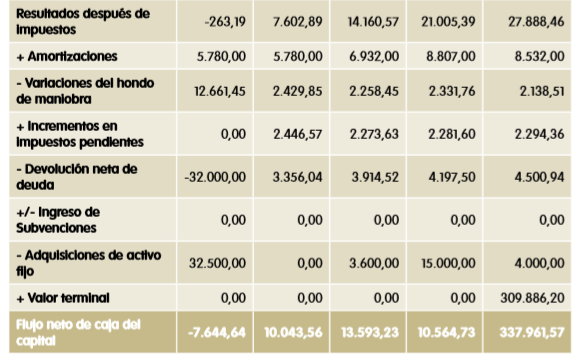 Resultados después de
impuestos -263,19 7.602,89 14.160,57 21.005,39 27.888,46
+ Amortizaciones 5.780,00 5.780,00 6.932,00 8.807,00 8.532,00
- Variaciones del hondo
de maniobra 12.661,45 2.429,85 2.258,45 2.331,76 2.138,51
+ Incrementos en
impuestos pendientes 0,00 2.446,57 2.273,63 2.281,60 2.294,36
- Devolución neta de
deuda -32.000,00 3.356,04 3.914,52 4.197,50 4.500,94
+/- Ingreso de
Subvenciones 0,00 0,00 0,00 0,00 0,00
- Adquisiciones de activo
fijo 32.500,00 0,00 3.600,00 15.000,00 4.000,00
+ Valor terminal 0,00 0,00 0,00 0,00 309.886,20
Flujo neto de caja del
capital -7.644,64 10.043,56 13.593,23 10.564,73 337.961,57